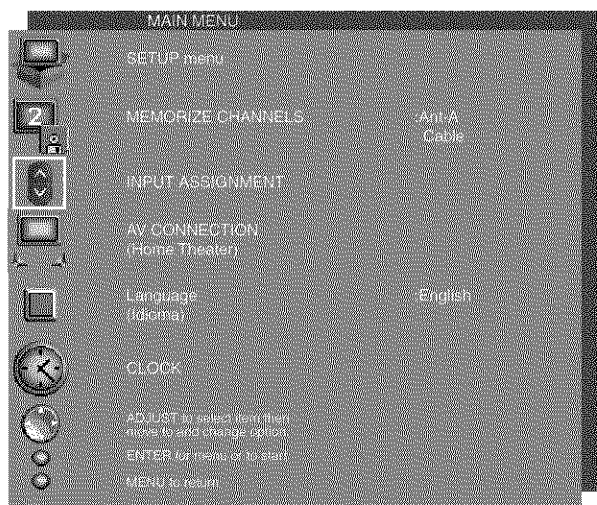 MAIN MENU
SETUP menu
2
MEMORIZE CHANNELS :Ant-A
Cable
INPUT ASSIGNMENT
AV CONNECTION
(Home Theater)
Language :English
(Idioma)
CLOCK
ADJUST to select item then
move to and change option.
ENTER for menu or to start
MENU to return